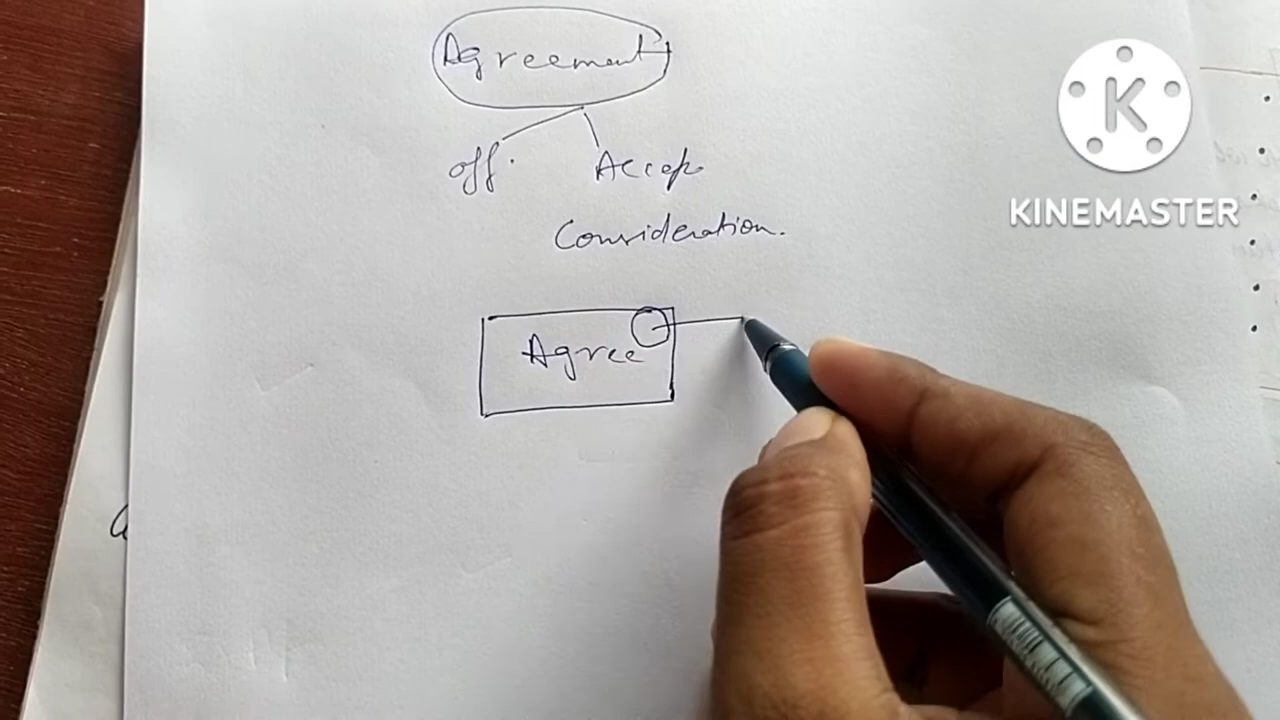 Agreement
off. Accep
KINEMASTER
Consideration.
Agree